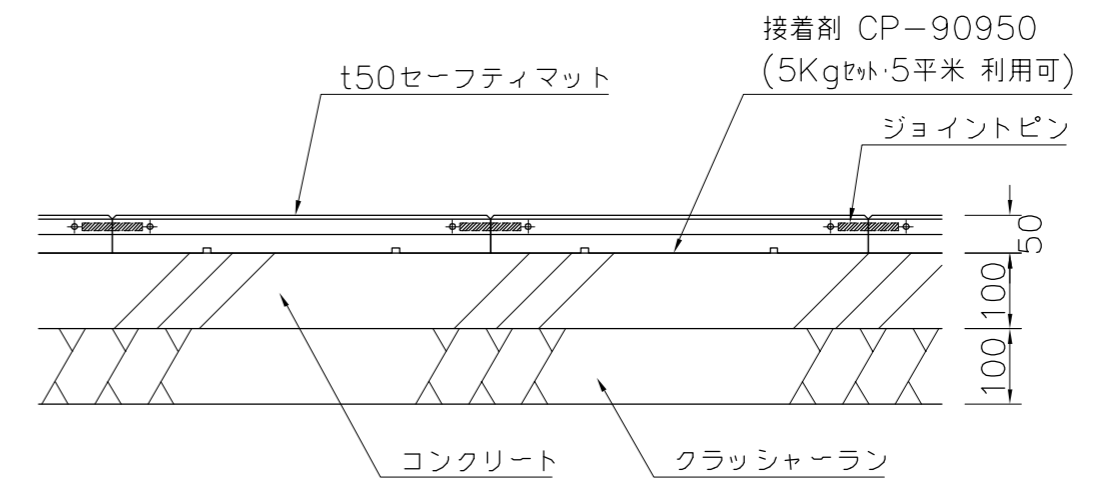 接着剤 CP-90950
(5Kgセット・5平米 利用可)
t50セーフティマット
ジョイントピン
50
100
100
コンクリート
クラッシャーラン